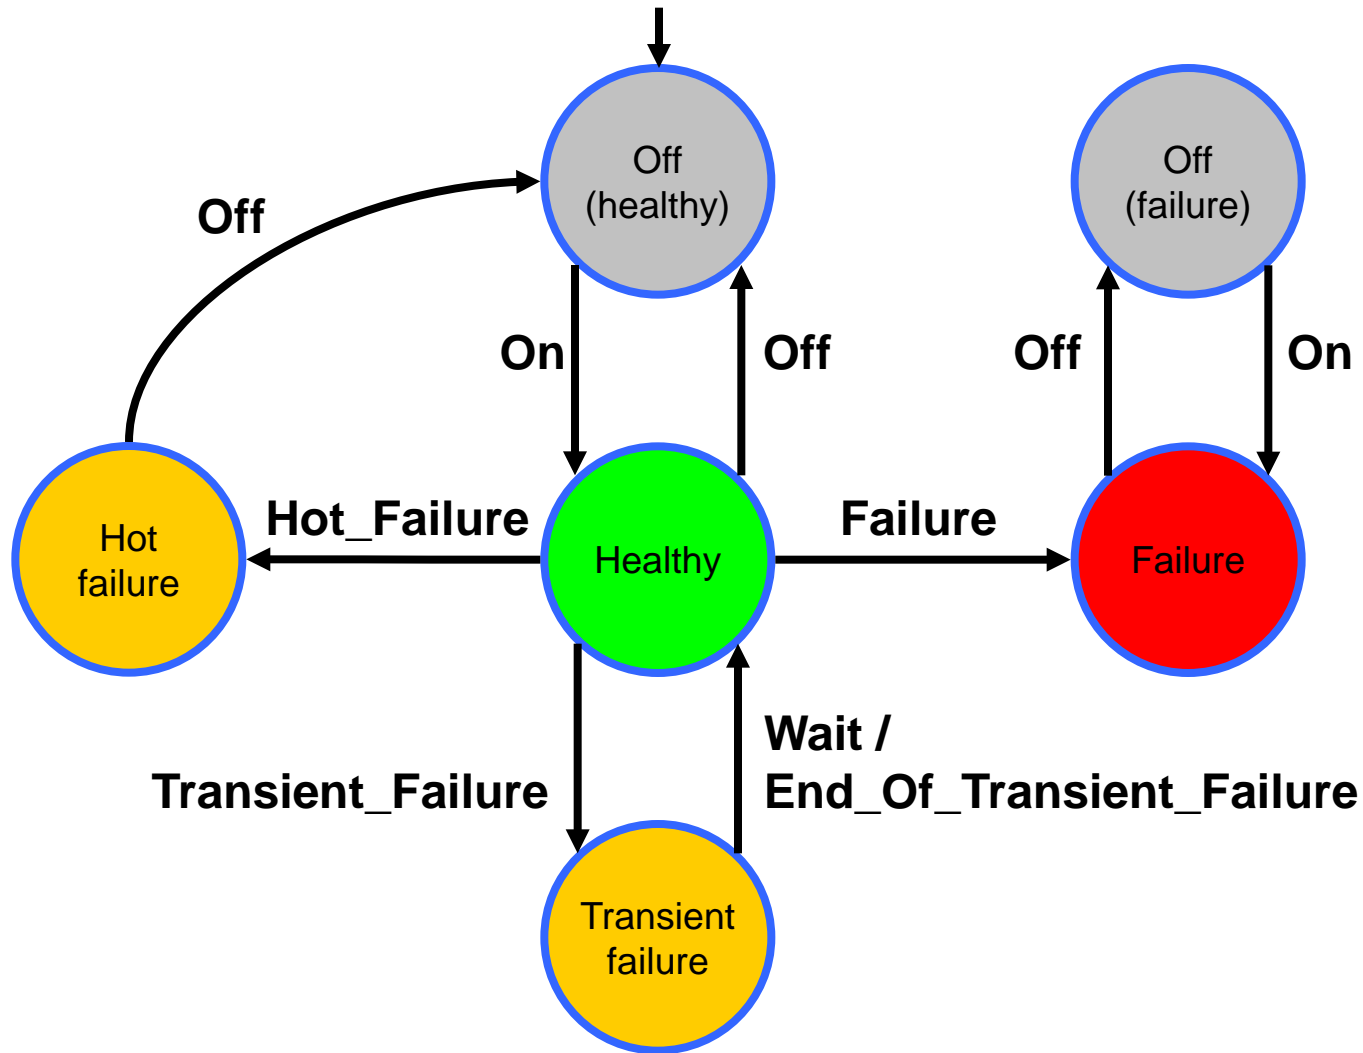 Off
(healthy)
Off
(failure)
Off
On
Off
Off
On
Hot_Failure
Failure
Hot
failure
Healthy
Failure
Transient_Failure
Wait /
End_Of_Transient_Failure
Transient
failure